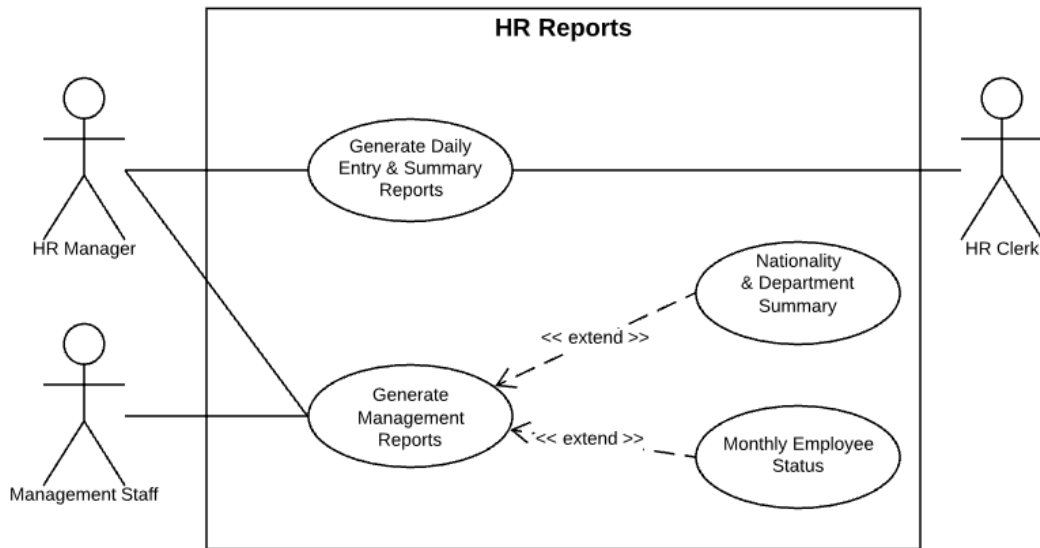 HR Reports
Generate Daily
Entry & Summary
Reports
HR Manager
HR Clerk
Nationality
& Department
Summary
<< extend >>
Generate
Management
Reports
<< extend >>
Monthly Employee
Status
Management Staff